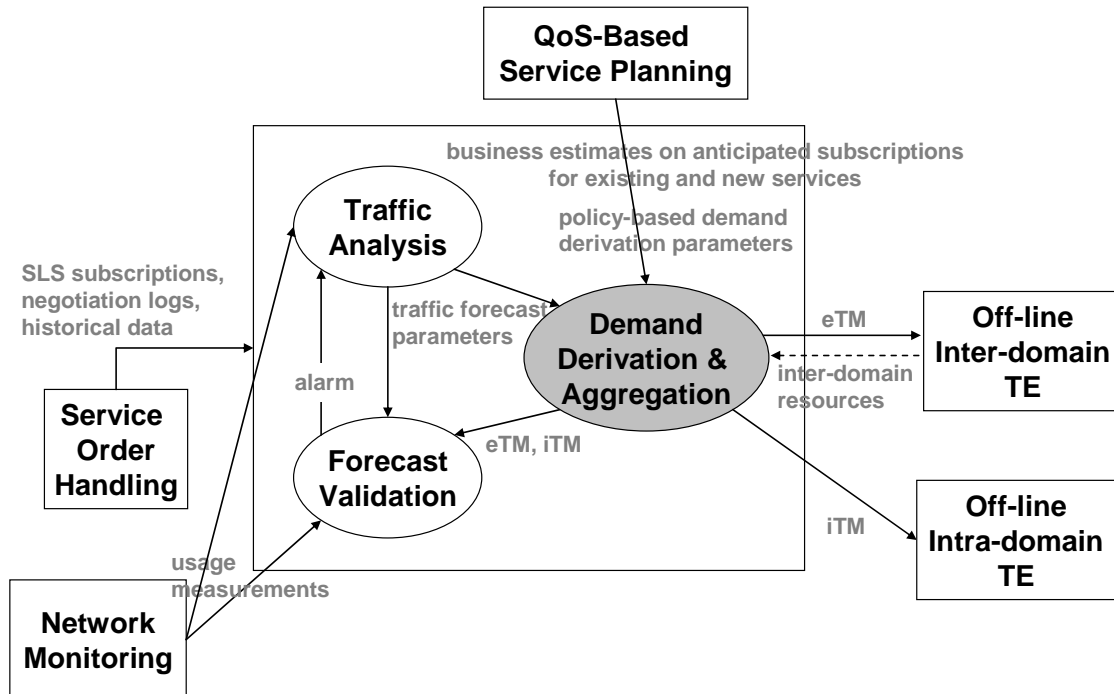 QoS-Based
Service Planning
business estimates on anticipated subscriptions
for existing and new services
Traffic
Analysis
policy-based demand
derivation parameters
SLS subscriptions,
negotiation logs,
historical data
traffic forecast
parameters
Demand
Derivation &
Aggregation
eTM
Off-line
Inter-domain
TE
inter-domain
resources
alarm
Service
Order
Handling
eTM, iTM
Forecast
Validation
iTM
Off-line
Intra-domain
TE
usage
measurements
Network
Monitoring